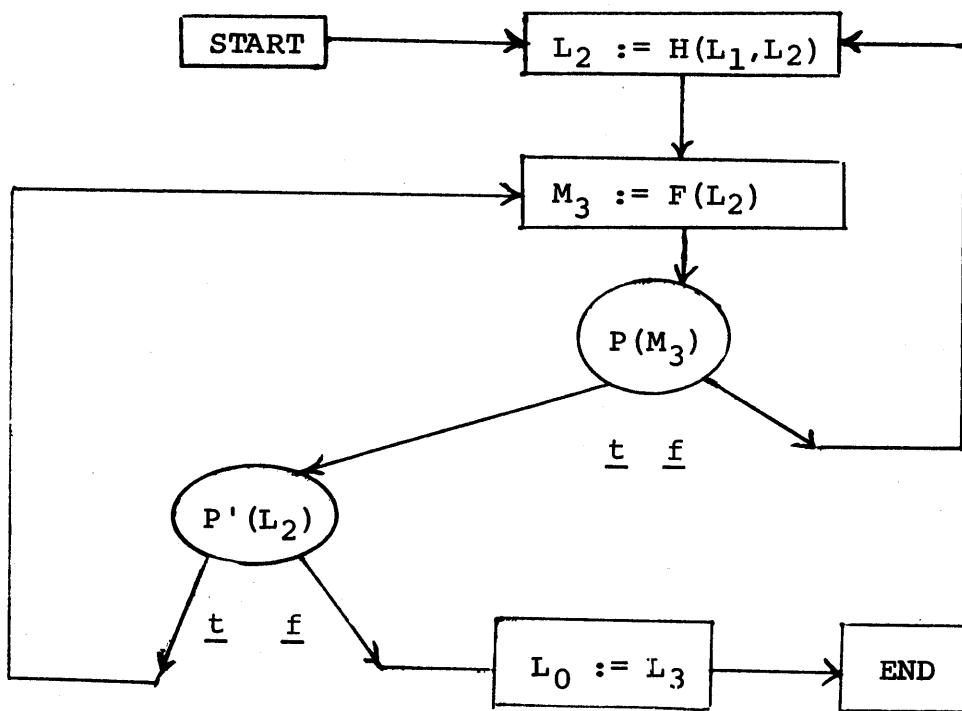 START
L₂ := H(L₁,L₂)
M₃ := F(L₂)
P(M₃)
t f
P'(L₂)
t f
L₀ := L₃
END